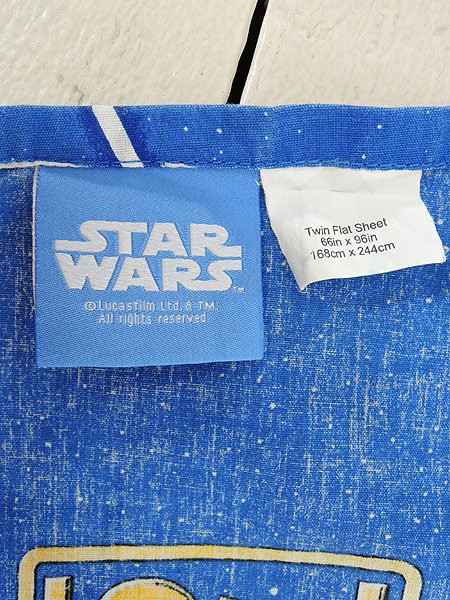 STAR
WARS
©Lucasfilm Ltd. & TM.
All rights reserved.
Twin Flat Sheet
66in x 96in
168cm x 244cm